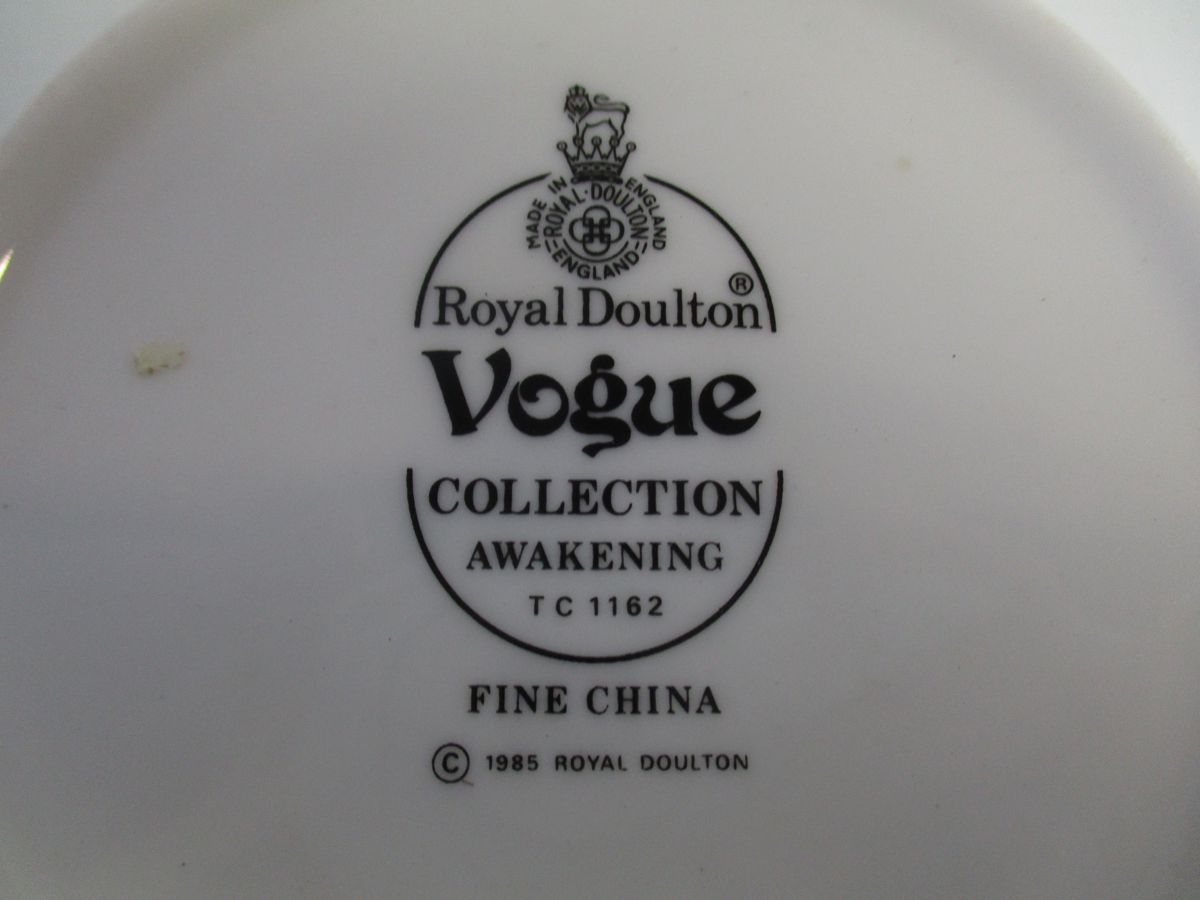 MADE IN ENGLAND
ROYAL·DOULTON
ENGLAND
Royal Doulton®
Vogue
COLLECTION
AWAKENING
TC 1162
FINE CHINA
© 1985 ROYAL DOULTON